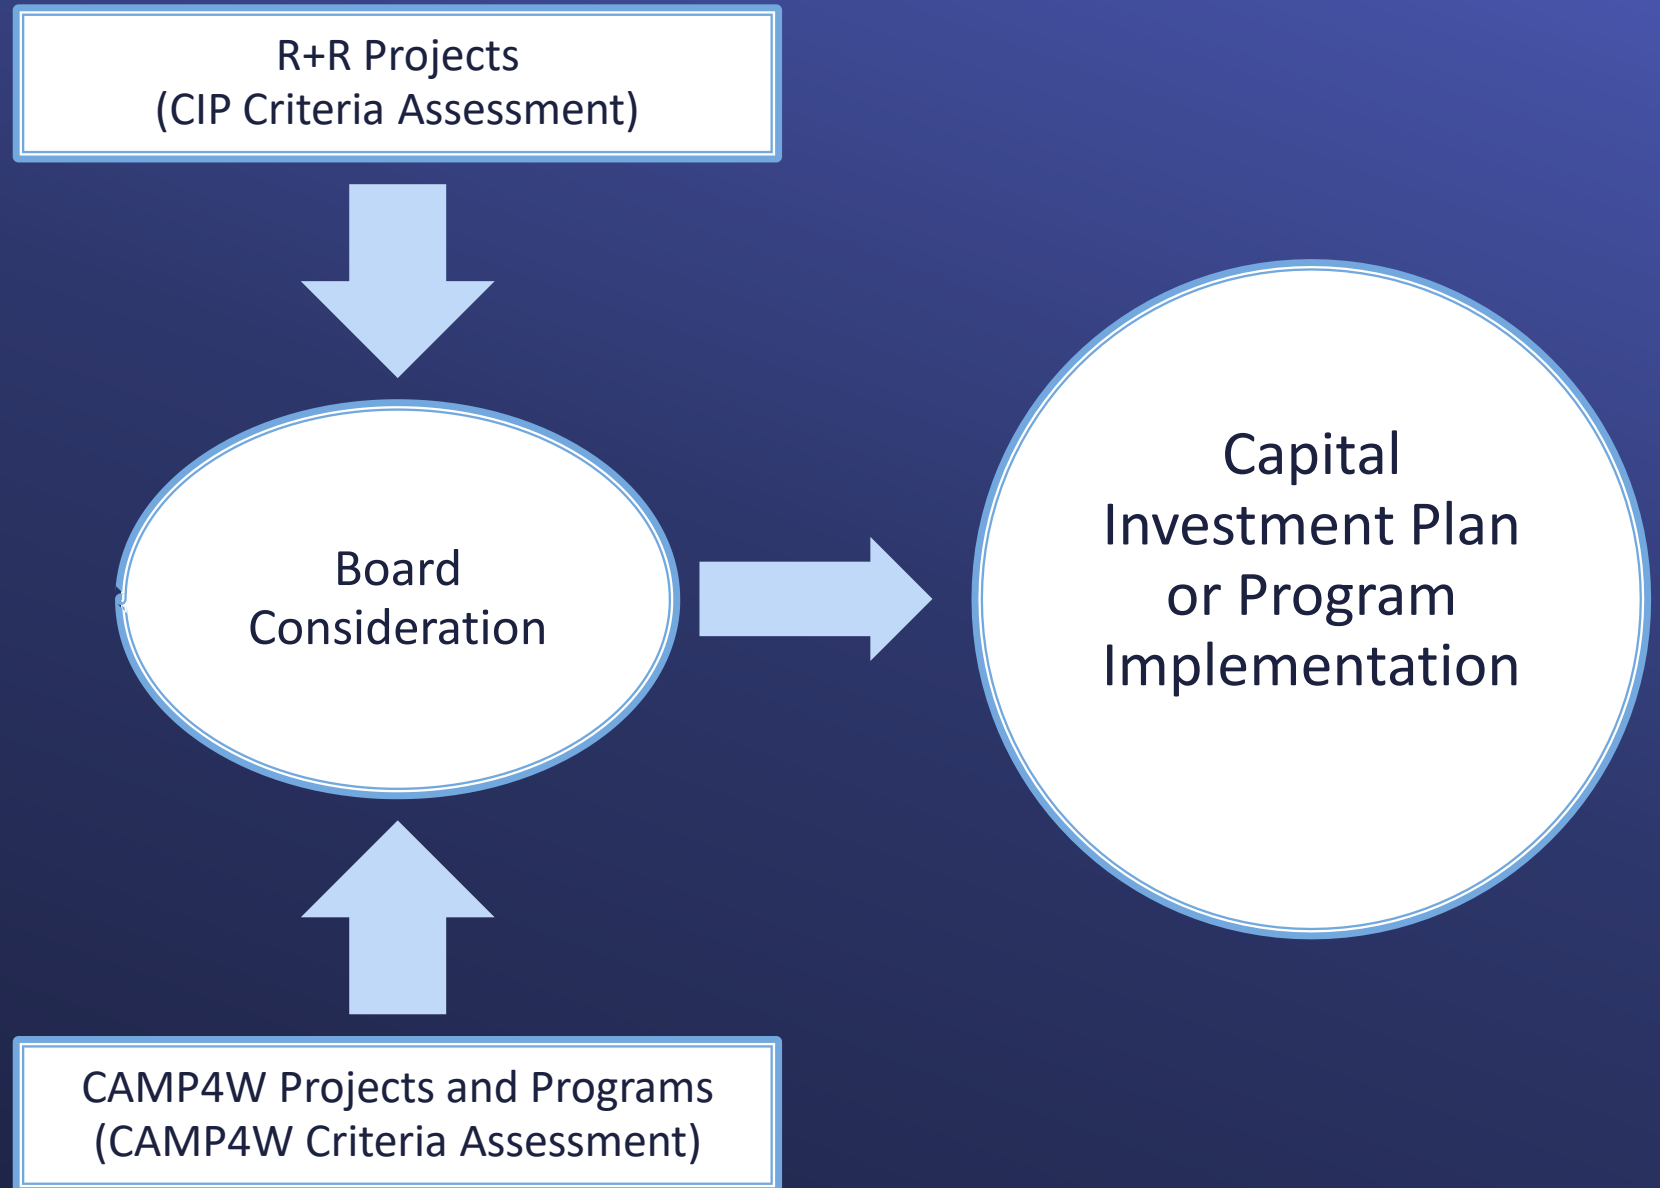 R+R Projects
(CIP Criteria Assessment)
Board
Consideration
Capital
Investment Plan
or Program
Implementation
CAMP4W Projects and Programs
(CAMP4W Criteria Assessment)